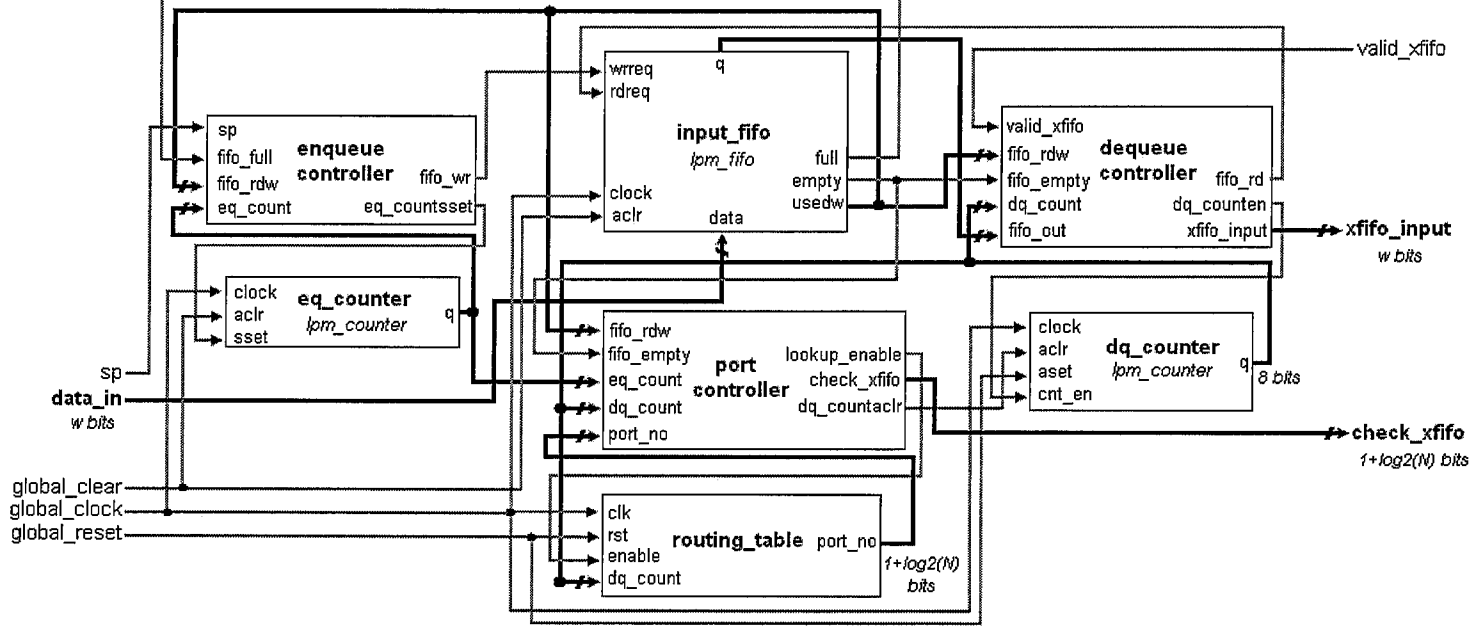 valid_xfifo
sp
fifo_full
fifo_rdw
eq_count
enqueue
controller
fifo_wr
eq_countsset
wrreq
rdreq
q
input_fifo
lpm_fifo
full
empty
usedw
clock
aclr
data
valid_xfifo
fifo_rdw
fifo_empty
dq_count
fifo_out
dequeue
controller
fifo_rd
dq_counten
xfifo_input
xfifo_input
w bits
clock
aclr
sset
eq_counter
lpm_counter
q
fifo_rdw
fifo_empty
eq_count
dq_count
port_no
port
controller
lookup_enable
check_xfifo
dq_countaclr
clock
aclr
aset
cnt_en
dq_counter
lpm_counter
q
8 bits
sp
data_in
w bits
check_xfifo
1+log2(N) bits
global_clear
global_clock
global_reset
clk
rst
enable
dq_count
routing_table
port_no
1+log2(N)
bits